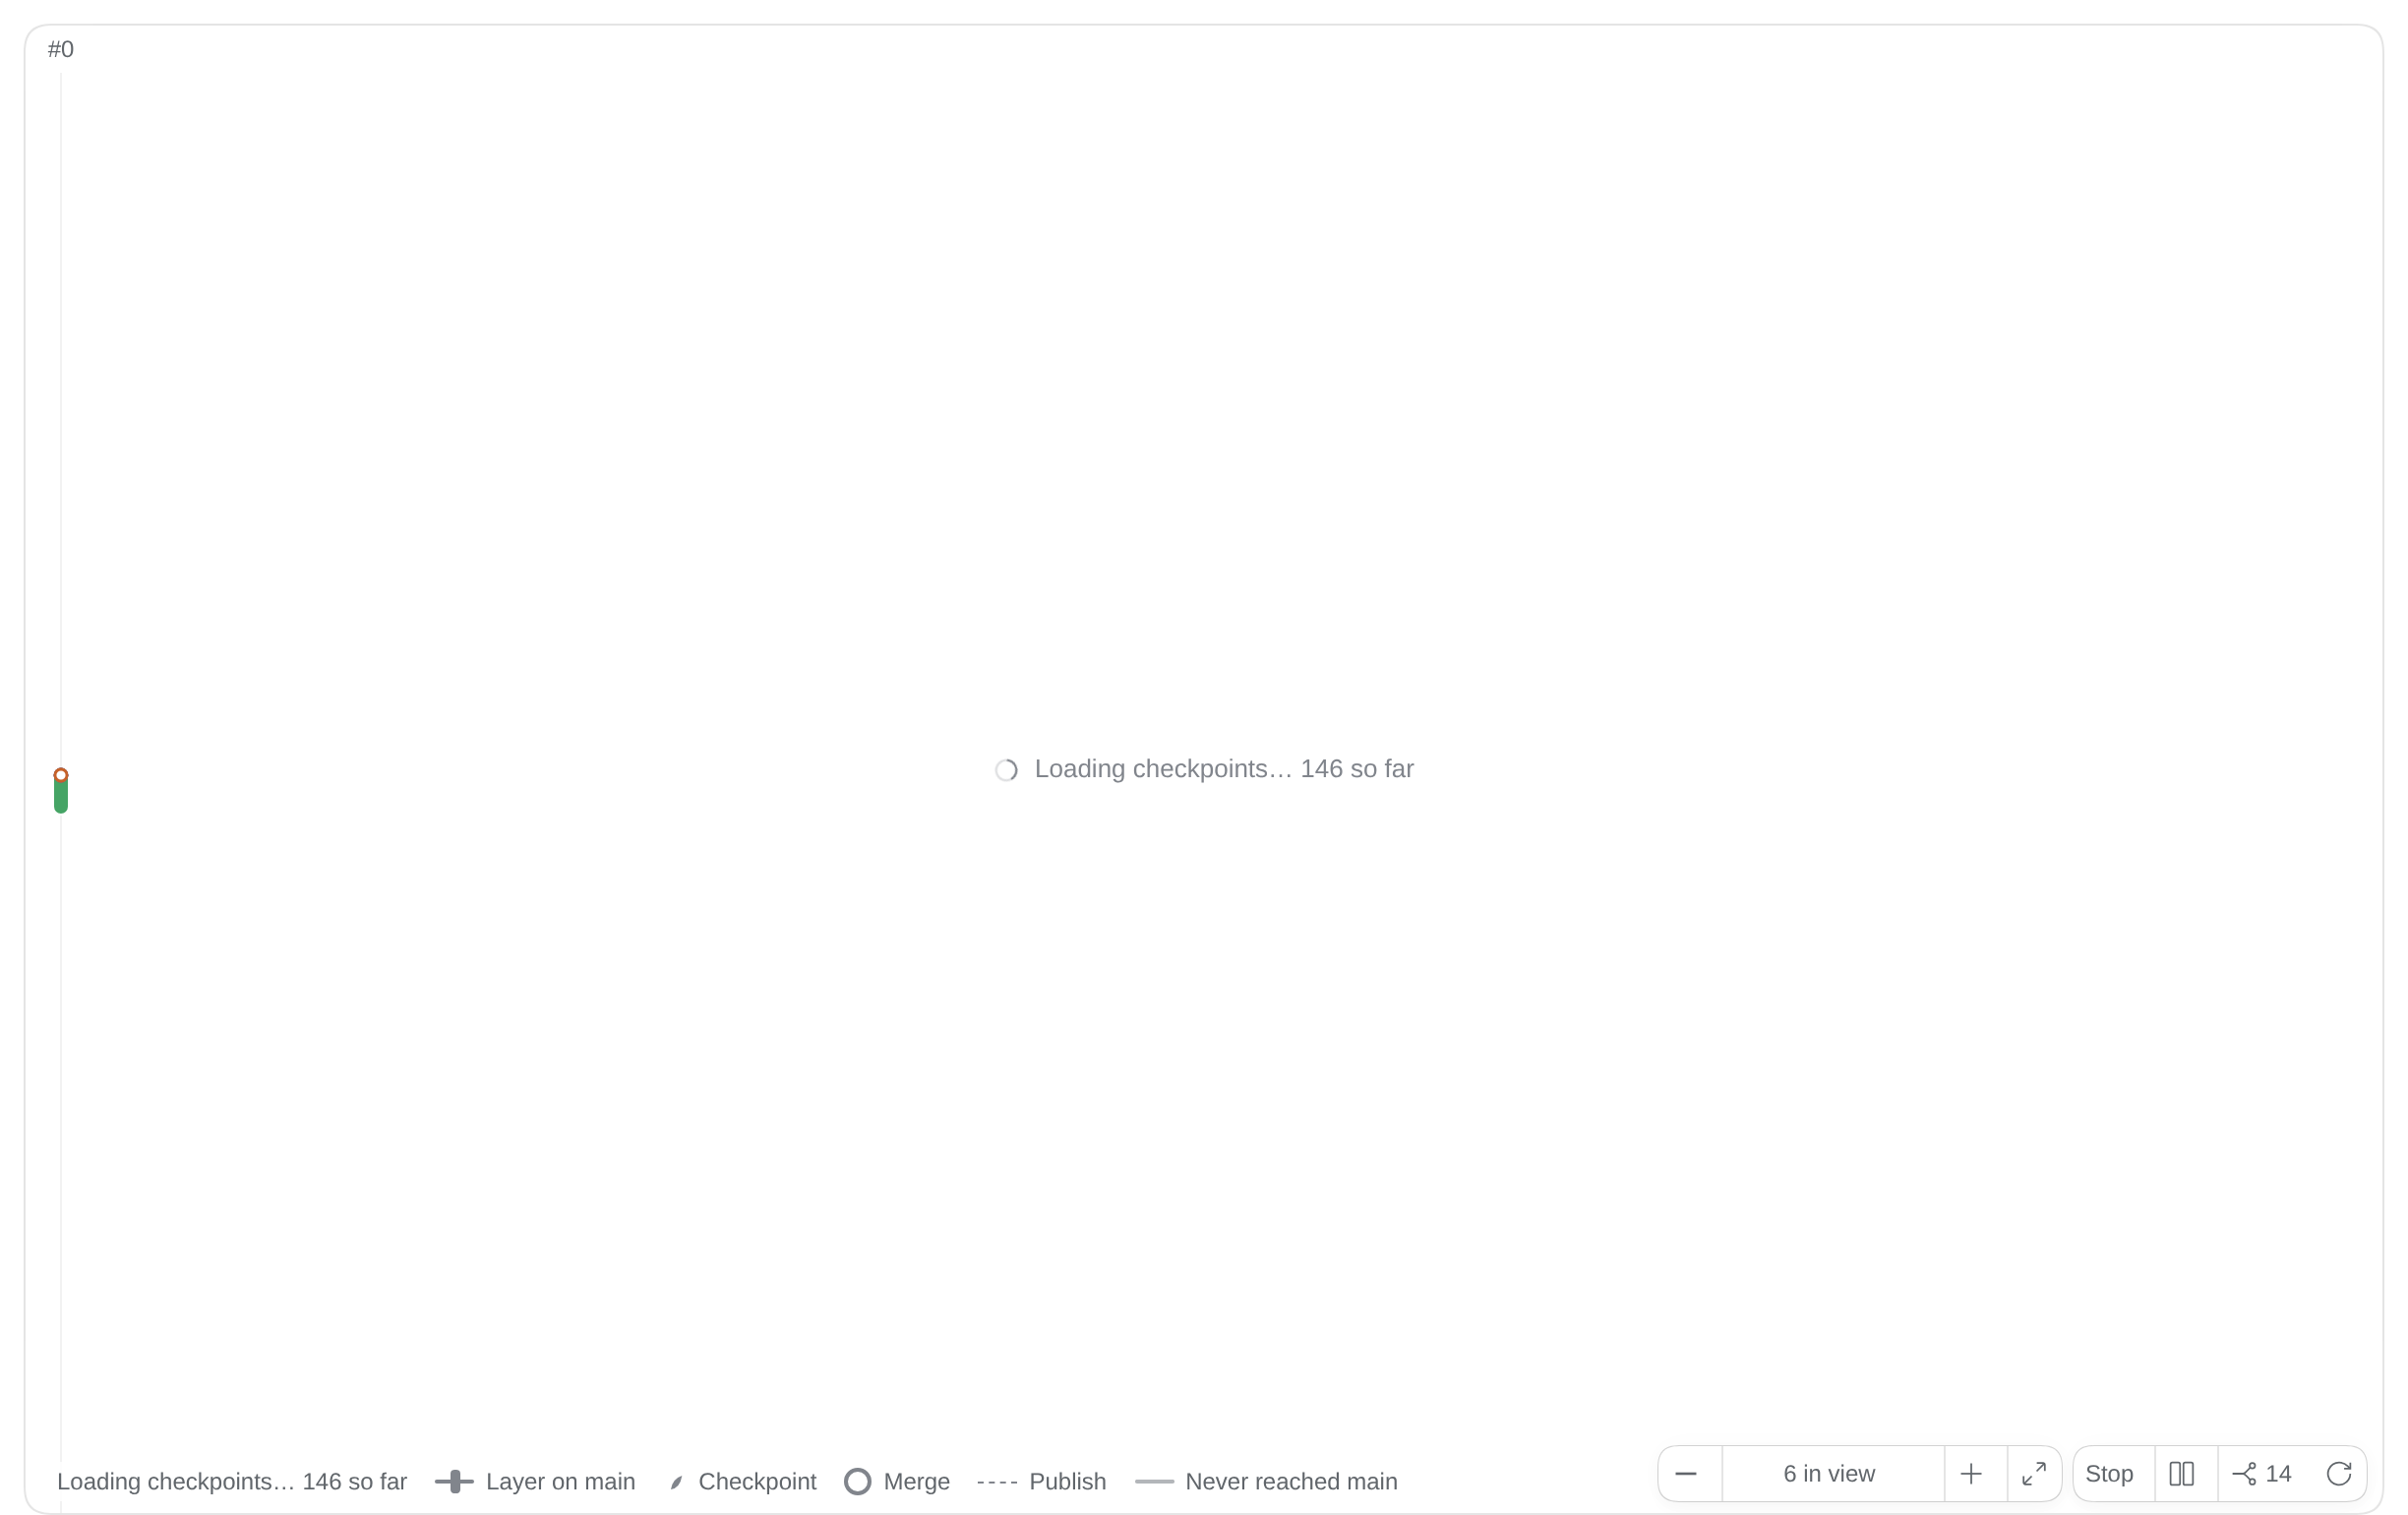 #0
Loading checkpoints… 146 so far
Loading checkpoints… 146 so far Layer on main Checkpoint Merge Publish Never reached main
6 in view Stop 14